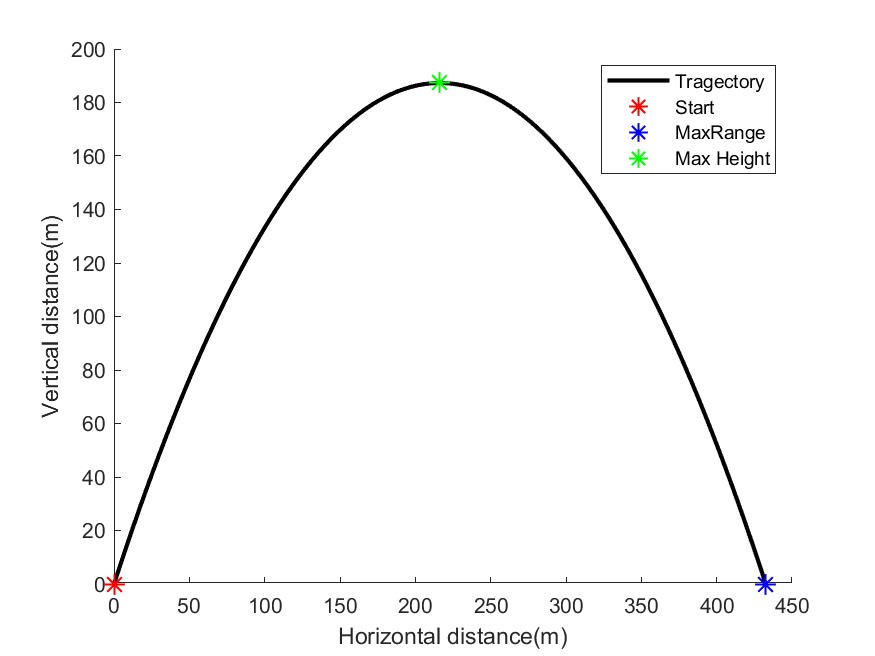 200
180
160
140
120
100
80
60
40
20
0
Vertical distance(m)
Tragectory
Start
MaxRange
Max Height
0 50 100 150 200 250 300 350 400 450
Horizontal distance(m)